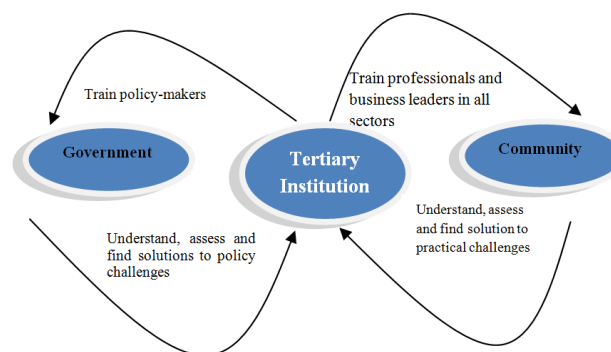 Train policy-makers
Train professionals and
business leaders in all
sectors
Government
Tertiary
Institution
Community
Understand, assess and
find solutions to policy
challenges
Understand, assess
and find solution to
practical challenges